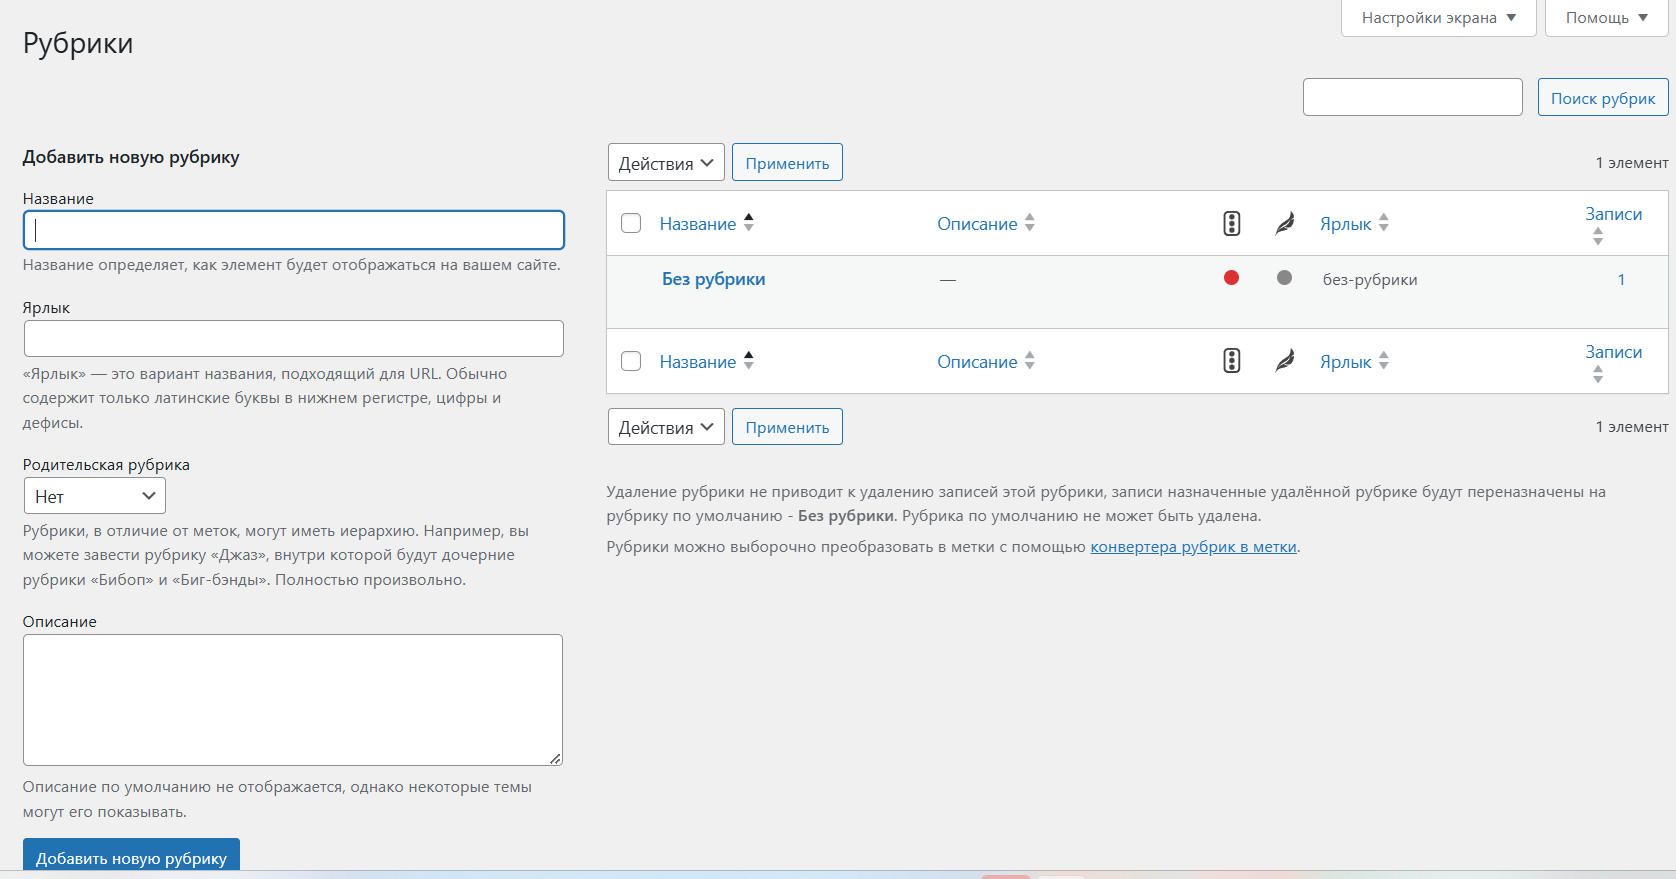 Настройки экрана
Помощь
Рубрики
Поиск рубрик
Добавить новую рубрику
Название
Название определяет, как элемент будет отображаться на вашем сайте.
Ярлык
«Ярлык» — это вариант названия, подходящий для URL. Обычно
содержит только латинские буквы в нижнем регистре, цифры и
дефисы.
Родительская рубрика
Нет
Рубрики, в отличие от меток, могут иметь иерархию. Например, вы
можете завести рубрику «Джаз», внутри которой будут дочерние
рубрики «Бибоп» и «Биг-бэнды». Полностью произвольно.
Описание
Описание по умолчанию не отображается, однако некоторые темы
могут его показывать.
Добавить новую рубрику
Действия Применить 1 элемент
Название Описание Ярлык Записи
Без рубрики — без-рубрики 1
Название Описание Ярлык Записи
Действия Применить 1 элемент
Удаление рубрики не приводит к удалению записей этой рубрики, записи назначенные удалённой рубрике будут переназначены на
рубрику по умолчанию - Без рубрики. Рубрика по умолчанию не может быть удалена.
Рубрики можно выборочно преобразовать в метки с помощью конвертера рубрик в метки.